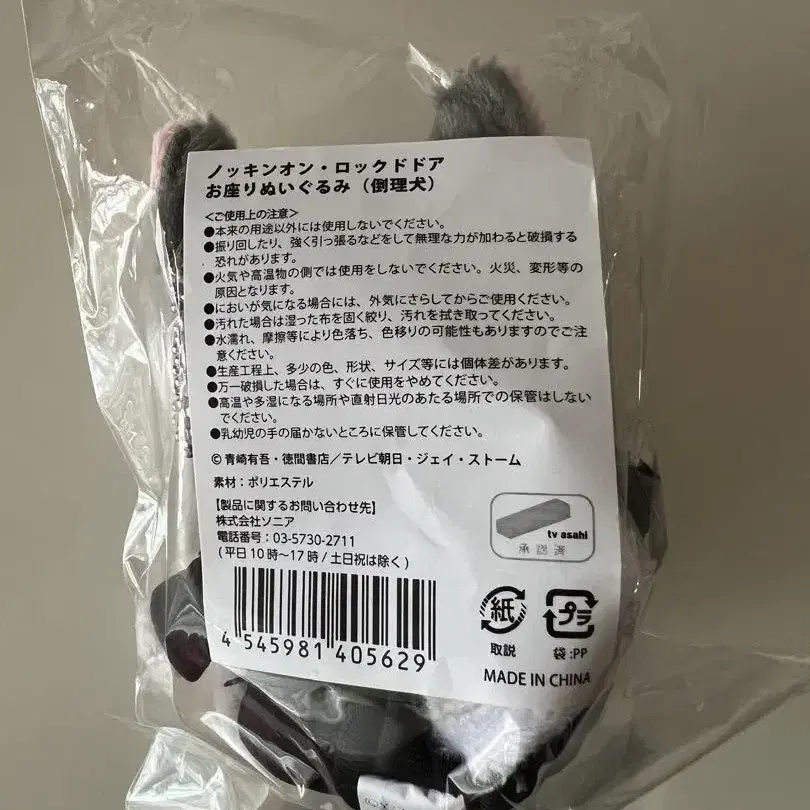 ノッキンオン・ロックドドア
お座りぬいぐるみ（倒理犬）
<ご使用上の注意>
●本来の用途以外には使用しないでください。
●振り回したり、強く引っ張るなどをして無理な力が加わると破損する
恐れがあります。
●火気や高温物の側では使用をしないでください。火災、変形等の
原因となります。
●においが気になる場合には、外気にさらしてからご使用ください。
●汚れた場合は湿った布を固く絞り、汚れを拭き取ってください。
●水濡れ、摩擦等により色落ち、色移りの可能性もありますのでご注
意ください。
●生産工程上、多少の色、形状、サイズ等には個体差があります。
●万一破損した場合は、すぐに使用をやめてください。
●高温や多湿になる場所や直射日光のあたる場所での保管はしない
でください。
●乳幼児の手の届かないところに保管してください。
© 青崎有吾・徳間書店／テレビ朝日・ジェイ・ストーム
素材：ポリエステル
【製品に関するお問い合わせ先】
株式会社ソニア
電話番号：03-5730-2711
(平日10時～17時/土日祝は除く)
tv asahi
承認済
4 545981 405629
紙
取説
プラ
袋:PP
MADE IN CHINA